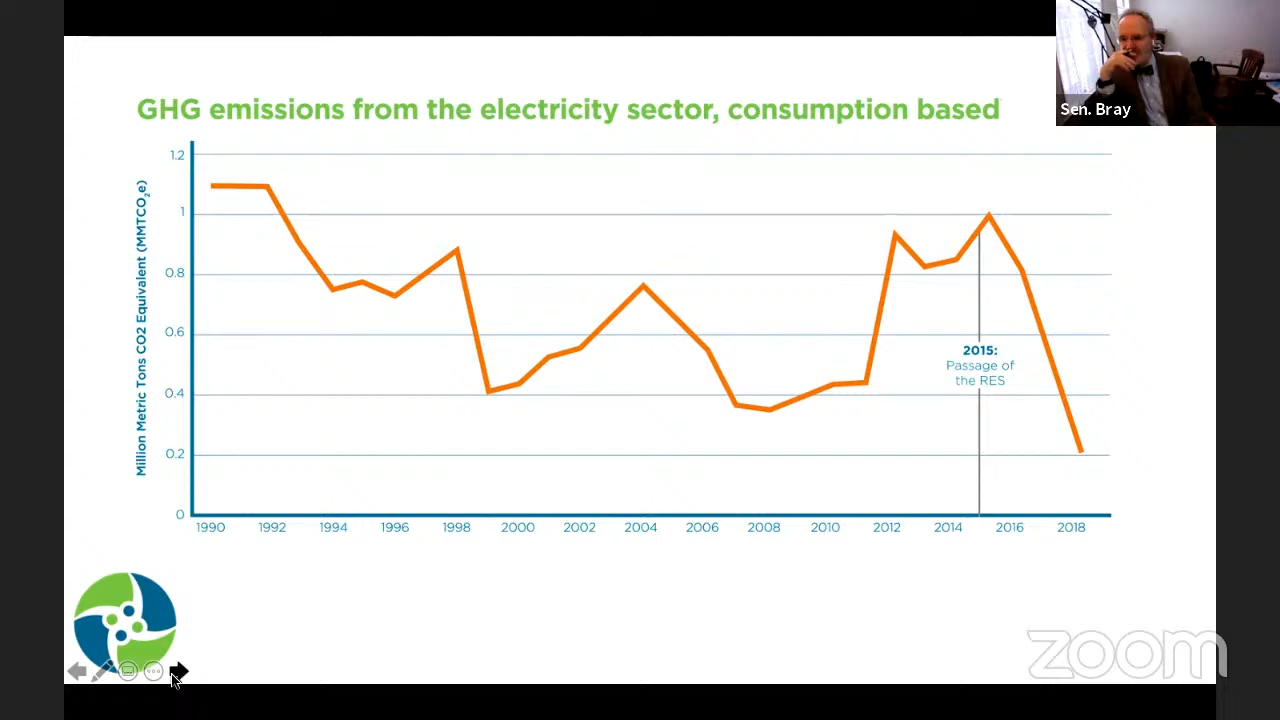 GHG emissions from the electricity sector, consumption based
Sen. Bray
Million Metric Tons CO2 Equivalent (MMTCO₂e)
1.2
1
0.8
0.6
0.4
0.2
0
2015:
Passage of
the RES
1990 1992 1994 1996 1998 2000 2002 2004 2006 2008 2010 2012 2014 2016 2018
zoom